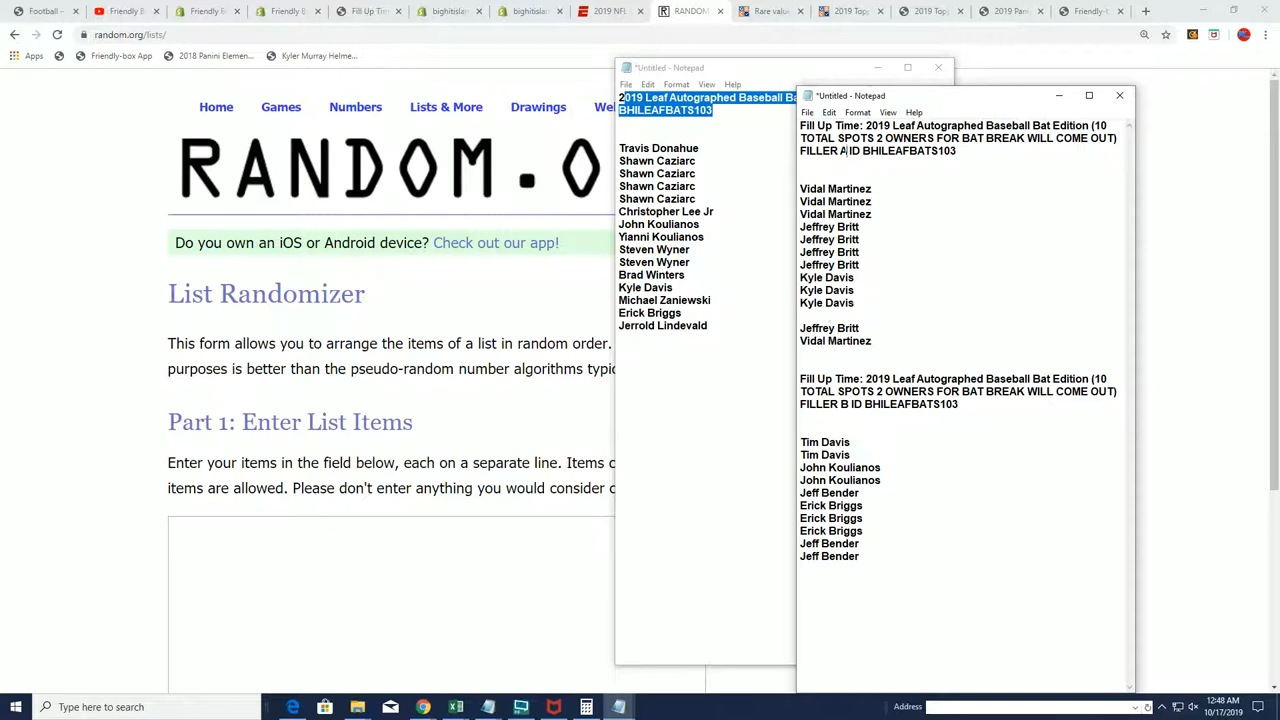 Football -
Friendly E
Friendly B
Friendly B
Fill Up Tim
bighitislan
bighitislan
2019 NFL
RANDOM
Rare value
2019 Topp
2019 Topp
2019 Pani
Friendly-b
random.org/lists/
Apps
Friendly-box App
2018 Panini Elemen...
Kyler Murray Helme...
Home
Games
Numbers
Lists & More
Drawings
We
RANDOM.O
Do you own an iOS or Android device? Check out our app!
List Randomizer
This form allows you to arrange the items of a list in random order.
purposes is better than the pseudo-random number algorithms typic
Part 1: Enter List Items
Enter your items in the field below, each on a separate line. Items c
items are allowed. Please don't enter anything you would consider c
*Untitled - Notepad
File Edit Format View Help
2019 Leaf Autographed Baseball Ba
BHILEAFBATS103
Travis Donahue
Shawn Caziarc
Shawn Caziarc
Shawn Caziarc
Shawn Caziarc
Christopher Lee Jr
John Koulianos
Yianni Koulianos
Steven Wyner
Steven Wyner
Brad Winters
Kyle Davis
Michael Zaniewski
Erick Briggs
Jerrold Lindevald
*Untitled - Notepad
File Edit Format View Help
Fill Up Time: 2019 Leaf Autographed Baseball Bat Edition (10
TOTAL SPOTS 2 OWNERS FOR BAT BREAK WILL COME OUT)
FILLER A ID BHILEAFBATS103
Vidal Martinez
Vidal Martinez
Vidal Martinez
Jeffrey Britt
Jeffrey Britt
Jeffrey Britt
Jeffrey Britt
Kyle Davis
Kyle Davis
Kyle Davis
Jeffrey Britt
Vidal Martinez
Fill Up Time: 2019 Leaf Autographed Baseball Bat Edition (10
TOTAL SPOTS 2 OWNERS FOR BAT BREAK WILL COME OUT)
FILLER B ID BHILEAFBATS103
Tim Davis
Tim Davis
John Koulianos
John Koulianos
Jeff Bender
Erick Briggs
Erick Briggs
Erick Briggs
Jeff Bender
Jeff Bender
Type here to search
Address
12:48 AM
10/17/2019